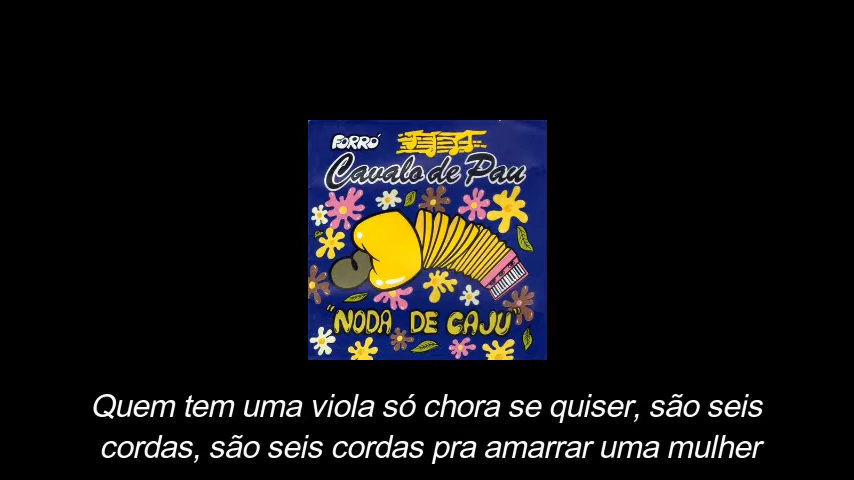 FORRÓ
Cavalo de Pau
"NODA DE CAJU"
Quem tem uma viola só chora se quiser, são seis
cordas, são seis cordas pra amarrar uma mulher